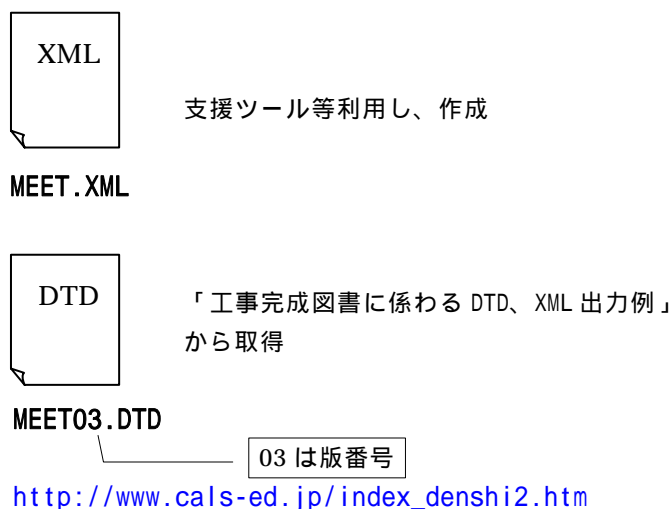 XML
支援ツール等利用し、作成
MEET.XML
DTD
「工事完成図書に係わる DTD、XML 出力例」
から取得
MEET03.DTD
03 は版番号
http://www.cals-ed.jp/index_denshi2.htm